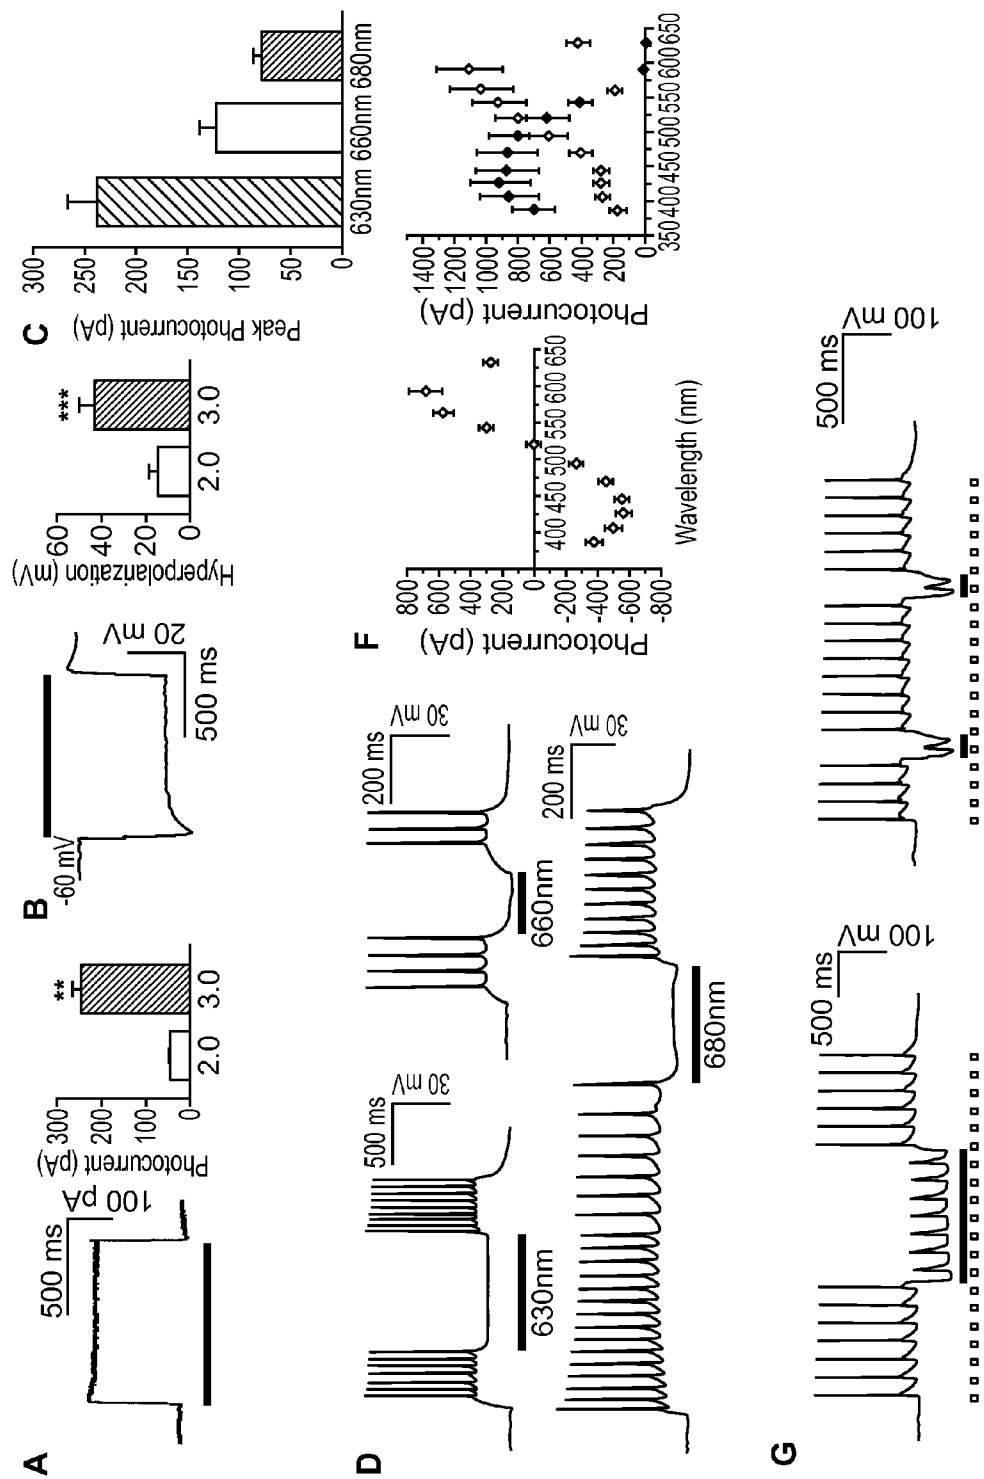 A
500 ms
100 pA
Photocurrent (pA)
300
200
100
0
2.0
3.0
**
B
-60 mV
20 mV
500 ms
Hyperpolarization (mV)
60
40
20
0
2.0
3.0
***
C
Peak Photocurrent (pA)
300
250
200
150
100
50
0
630nm 660nm 680nm
D
500 ms
30 mV
630nm
200 ms
30 mV
660nm
200 ms
30 mV
680nm
F
Photocurrent (pA)
800
600
400
200
0
-200
-400
-600
-800
400 450 500 550 600 650
Wavelength (nm)
Photocurrent (pA)
1400
1200
1000
800
600
400
200
0
350 400 450 500 550 600 650
G
500 ms
100 mV
500 ms
100 mV